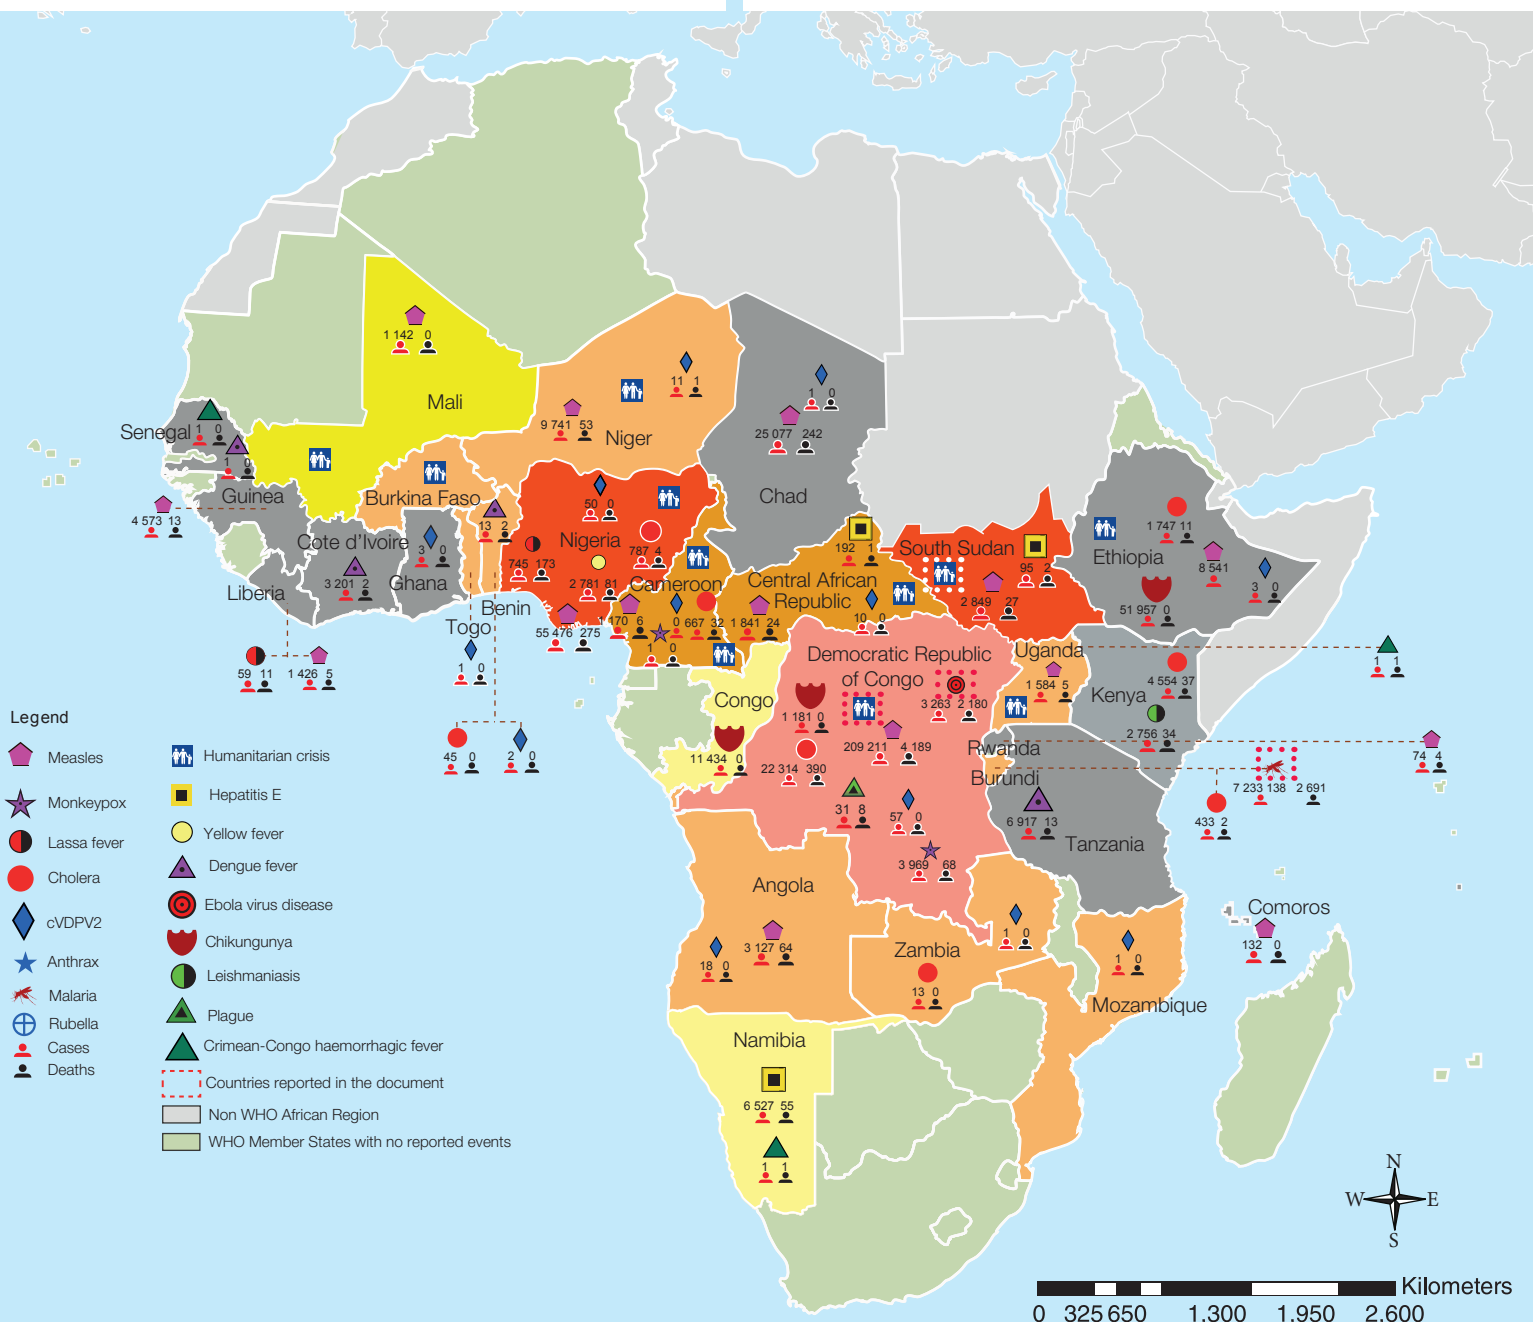 1 142 0
Mali
11 1
9 741 53
Niger
1 0
25 077 242
Chad
Senegal
1 0
1 0
Guinea
4 573 13
Burkina Faso
13 2
Cote d'Ivoire
3 201 2
3 0
Ghana
Liberia
59 11
1 426 5
Benin
Togo
1 0
45 0
2 0
50 0
Nigeria
787 4
745 173
2 781 81
55 476 275
Cameroon
1 170 6
0
667 32
1 0
192 1
Central African
Republic
1 841 24
10 0
South Sudan
95 2
2 849 27
1 747 11
Ethiopia
8 541
51 957 0
3 0
Uganda
1 584 5
1 1
Kenya
4 554 37
2 756 34
Democratic Republic
of Congo
3 263 2 180
1 181 0
209 211 4 189
22 314 390
31 8
57 0
3 969 68
Congo
11 434 0
Rwanda
74 4
Burundi
7 233 138 2 691
433 2
6 917 13
Tanzania
Angola
3 127 64
18 0
1 0
Zambia
13 0
1 0
Mozambique
Comoros
132 0
Namibia
6 527 55
1 1
Legend
Measles
Monkeypox
Lassa fever
Cholera
cVDPV2
Anthrax
Malaria
Rubella
Cases
Deaths
Humanitarian crisis
Hepatitis E
Yellow fever
Dengue fever
Ebola virus disease
Chikungunya
Leishmaniasis
Plague
Crimean-Congo haemorrhagic fever
Countries reported in the document
Non WHO African Region
WHO Member States with no reported events
N
W E
S
Kilometers
0 325 650 1.300 1.950 2.600